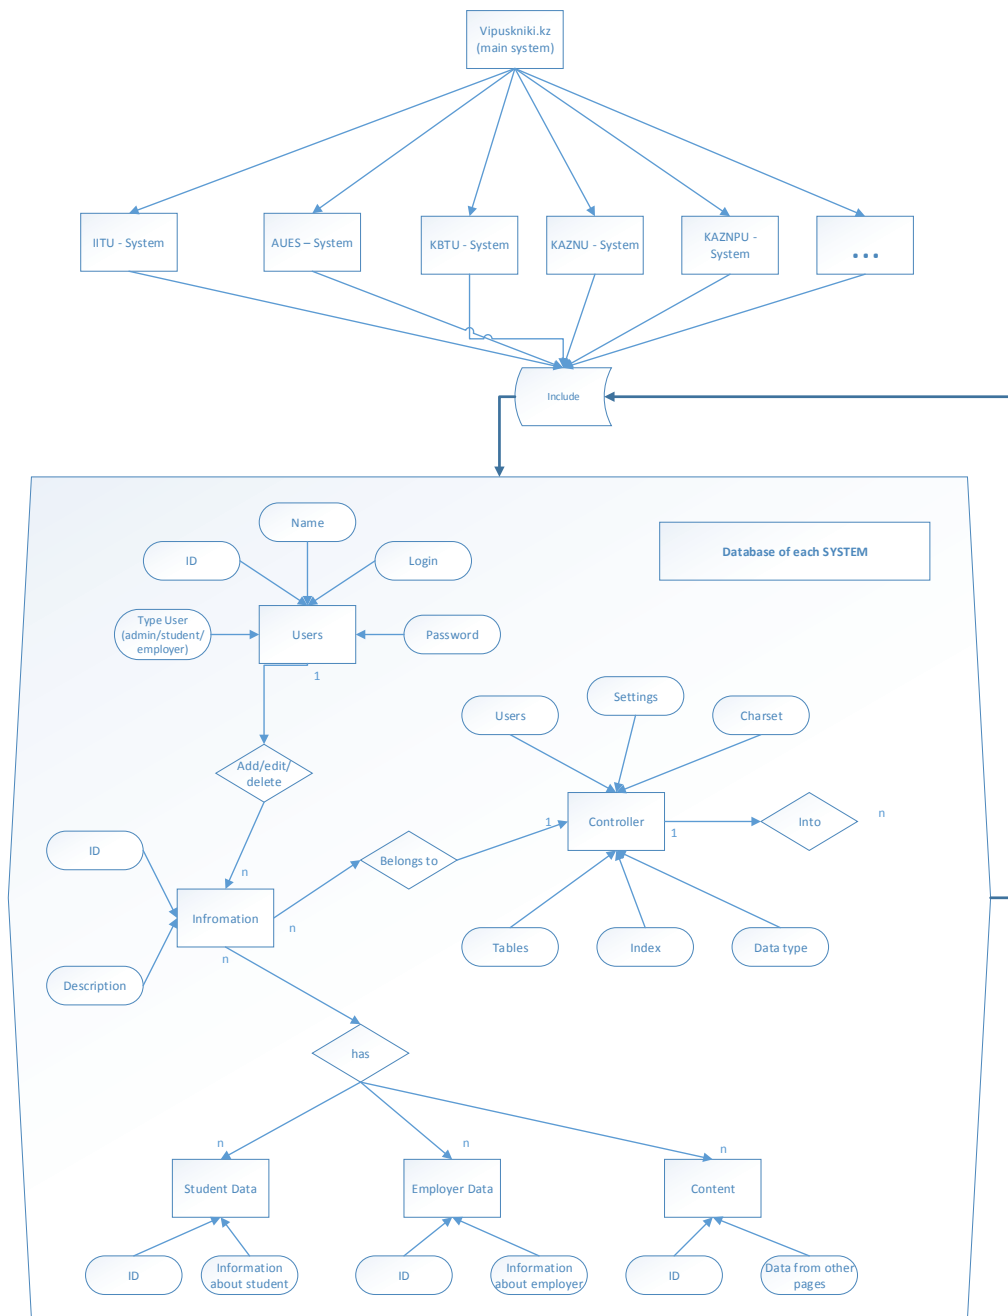 Vipuskniki.kz
(main system)
IITU - System
AUES – System
KBTU - System
KAZNU - System
KAZNPU -
System
...
Include
Database of each SYSTEM
Name
ID
Login
Type User
(admin/student/
employer)
Users
Password
1
Add/edit/
delete
n
Settings
Users
Charset
Controller
1
1
Into
n
Belongs to
ID
Infromation
n
n
Description
Tables
Index
Data type
has
n
n
n
Student Data
Employer Data
Content
ID
Information
about student
ID
Information
about employer
ID
Data from other
pages